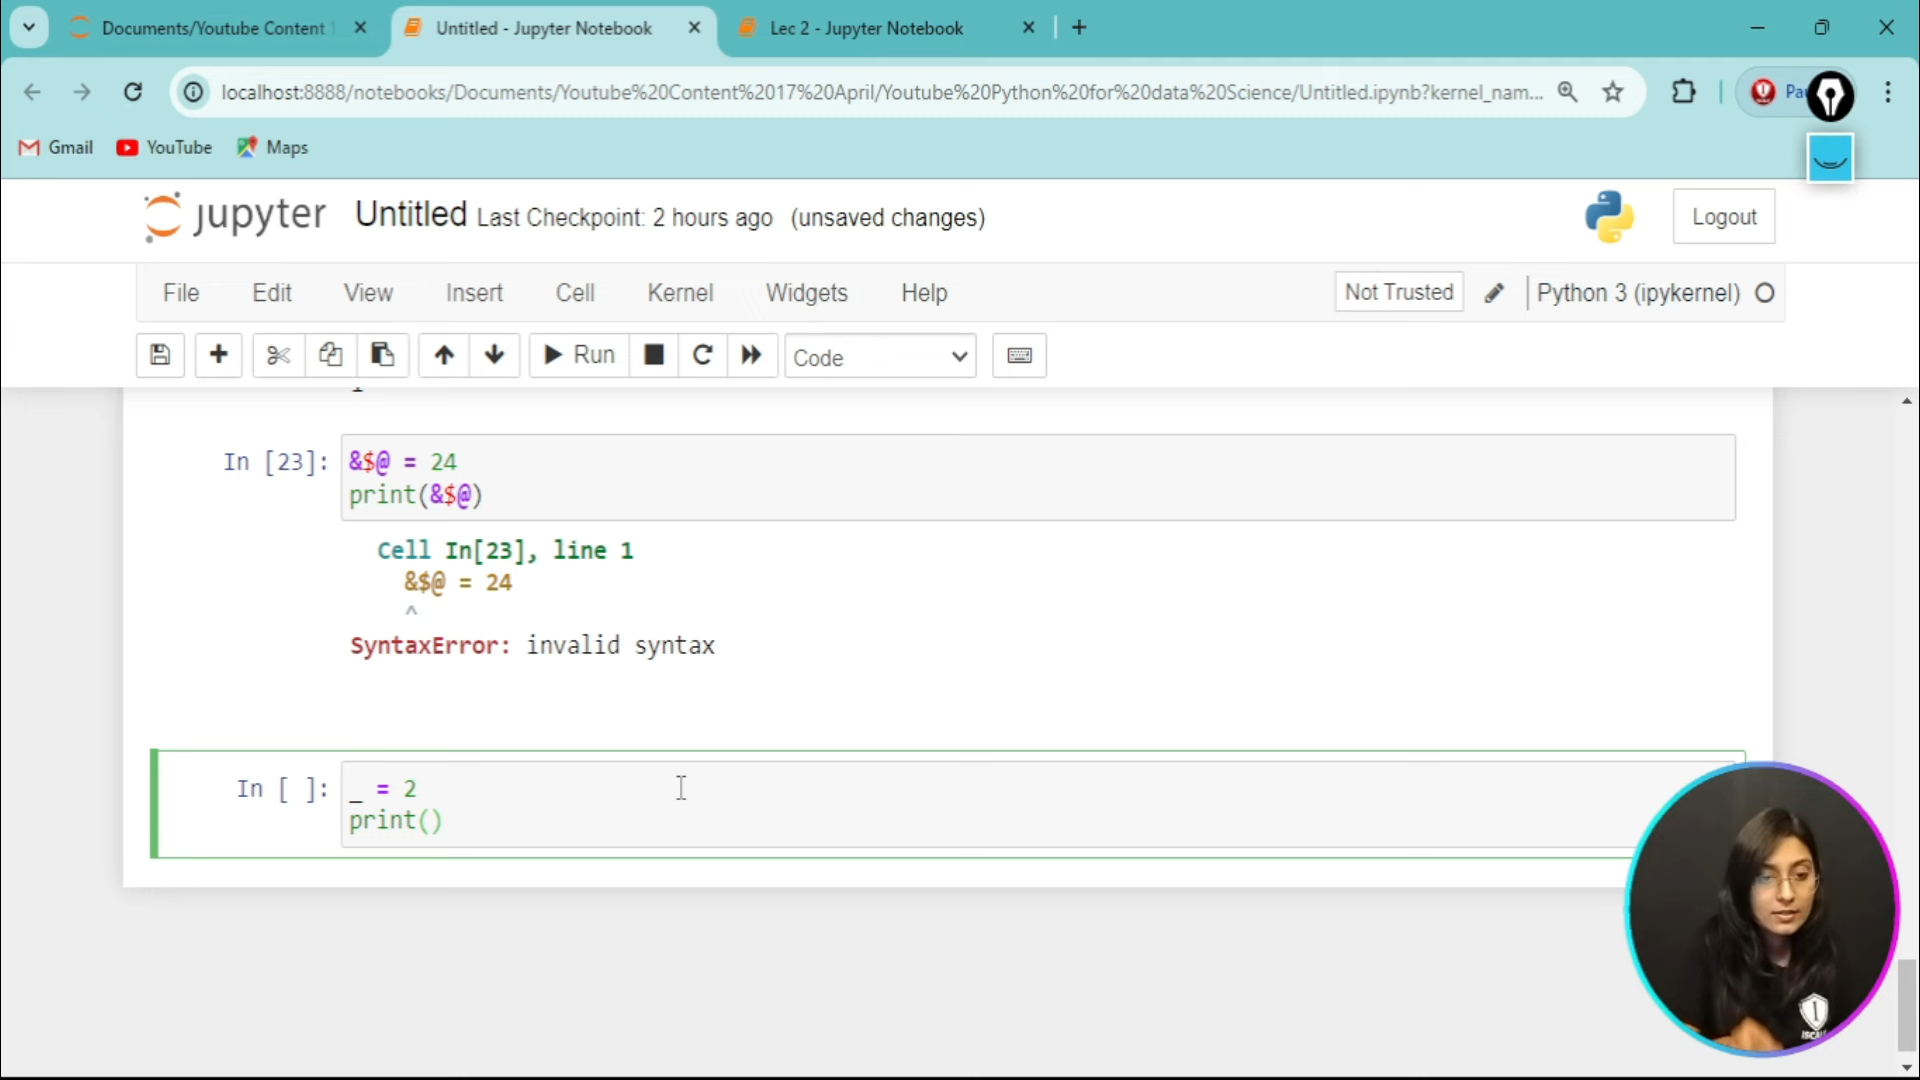 Documents/Youtube Content 1
Untitled - Jupyter Notebook
Lec 2 - Jupyter Notebook
localhost:8888/notebooks/Documents/Youtube%20Content%2017%20April/Youtube%20Python%20for%20data%20Science/Untitled.ipynb?kernel_nam...
Gmail
YouTube
Maps
jupyter Untitled Last Checkpoint: 2 hours ago (unsaved changes)
Logout
File Edit View Insert Cell Kernel Widgets Help
Not Trusted
Python 3 (ipykernel)
Run
Code
In [23]: &$@ = 24
print(&$@)
Cell In[23], line 1
&$@ = 24
^
SyntaxError: invalid syntax
In [ ]: _ = 2
print()